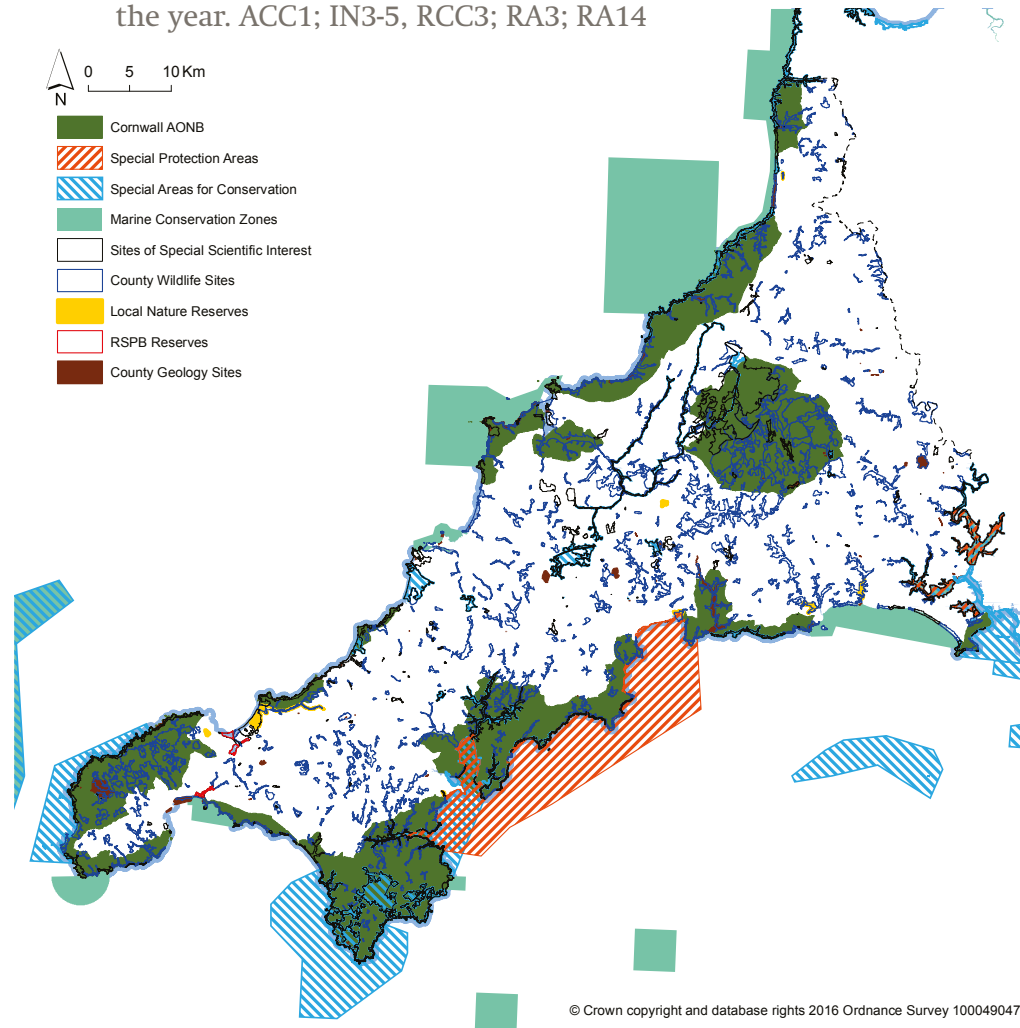 the year. ACC1; IN3-5, RCC3; RA3; RA14
0 5 10 Km
N
Cornwall AONB
Special Protection Areas
Special Areas for Conservation
Marine Conservation Zones
Sites of Special Scientific Interest
County Wildlife Sites
Local Nature Reserves
RSPB Reserves
County Geology Sites
© Crown copyright and database rights 2016 Ordnance Survey 100049047